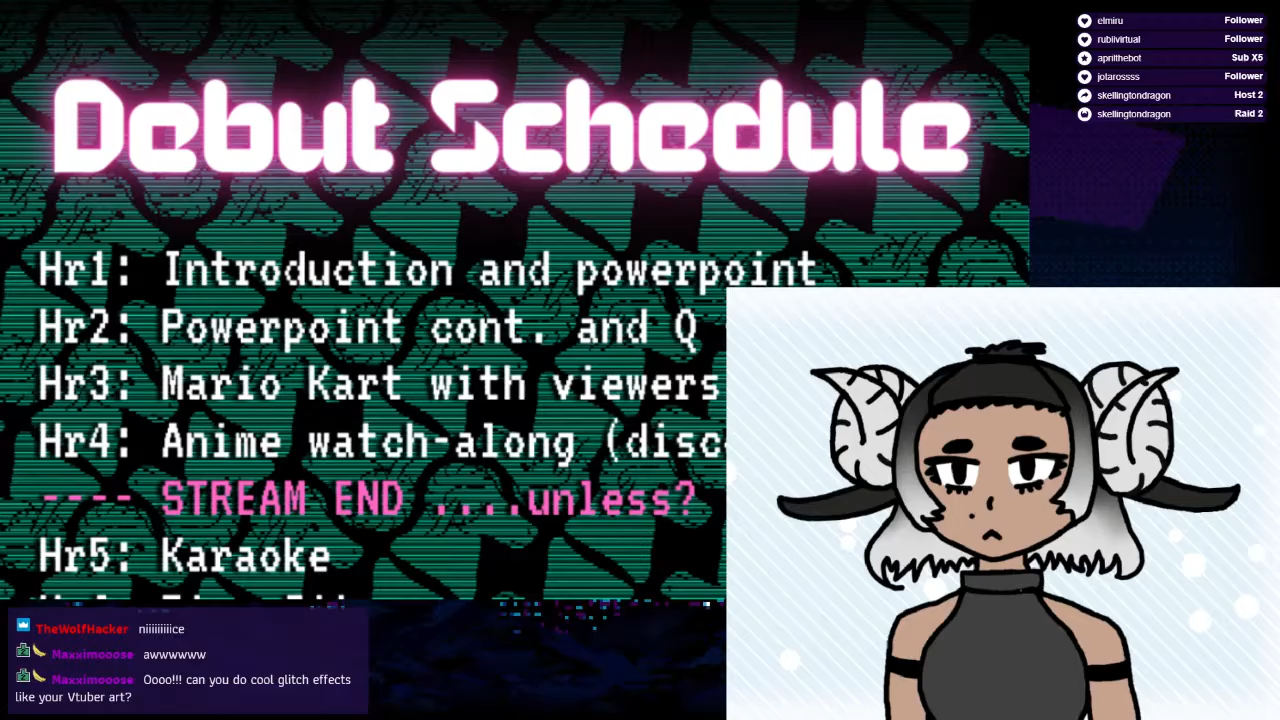 Debut Schedule
Hr1: Introduction and powerpoint
Hr2: Powerpoint cont. and Q
Hr3: Mario Kart with viewers
Hr4: Anime watch-along (disc
---- STREAM END ....unless?
Hr5: Karaoke
elmiru Follower
rubiivirtual Follower
aprilthebot Sub X5
jotarossss Follower
skellingtondragon Host 2
skellingtondragon Raid 2
TheWolfHacker niiiiiiiice
Maxximooose awwwwww
Maxximooose Oooo!!! can you do cool glitch effects
like your Vtuber art?